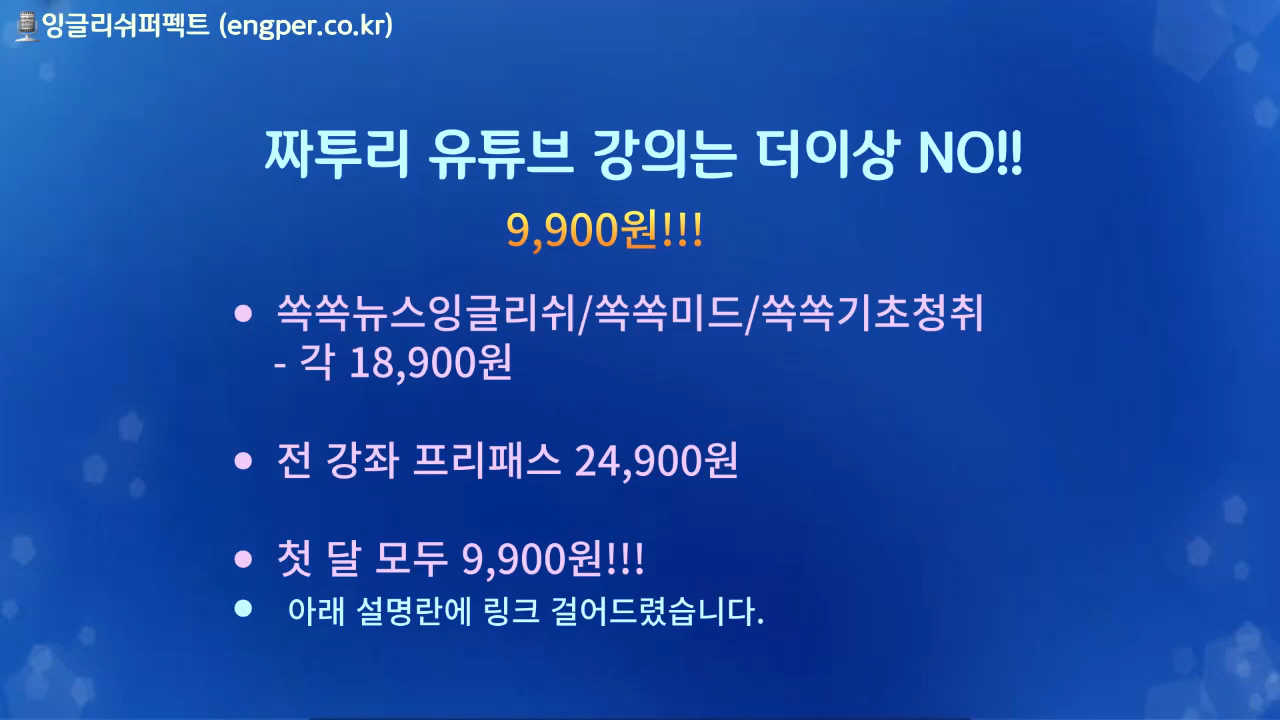 잉글리쉬퍼펙트 (engper.co.kr)
짜투리 유튜브 강의는 더이상 NO!!
9,900원!!!
● 쏙쏙뉴스잉글리쉬/쏙쏙미드/쏙쏙기초청취
- 각 18,900원
● 전 강좌 프리패스 24,900원
● 첫 달 모두 9,900원!!!
● 아래 설명란에 링크 걸어드렸습니다.